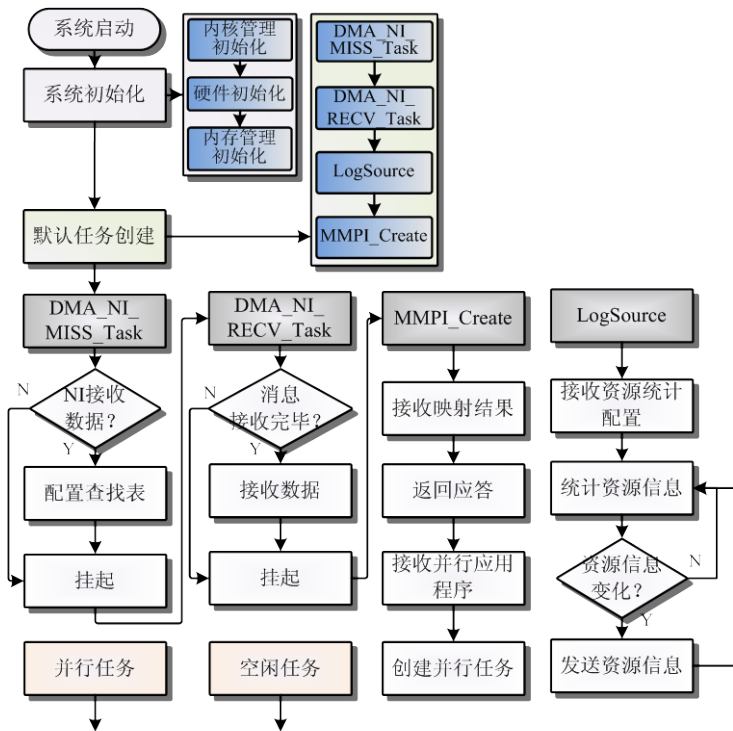 系统启动
系统初始化
内核管理
初始化
硬件初始化
内存管理
初始化
DMA_NI_
MISS_Task
DMA_NI_
RECV_Task
LogSource
MMPI_Create
默认任务创建
DMA_NI_
MISS_Task
NI接收
数据？
N
Y
配置查找表
挂起
并行任务
DMA_NI_
RECV_Task
消息
接收完毕？
N
Y
接收数据
挂起
空闲任务
MMPI_Create
接收映射结果
返回应答
接收并行应用
程序
创建并行任务
LogSource
接收资源统计
配置
统计资源信息
资源信息
变化？
N
Y
发送资源信息